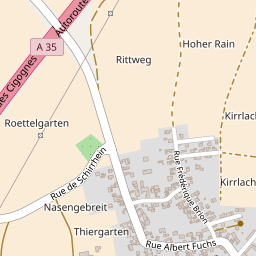 Autoroute
des Cigognes
A 35
Hoher Rain
Rittweg
Roettelgarten
Kirrlach
Rue Frédérique Brion
Rue de Schirrhein
Kirrlach
Nasengebreit
Thiergarten
Rue Albert Fuchs